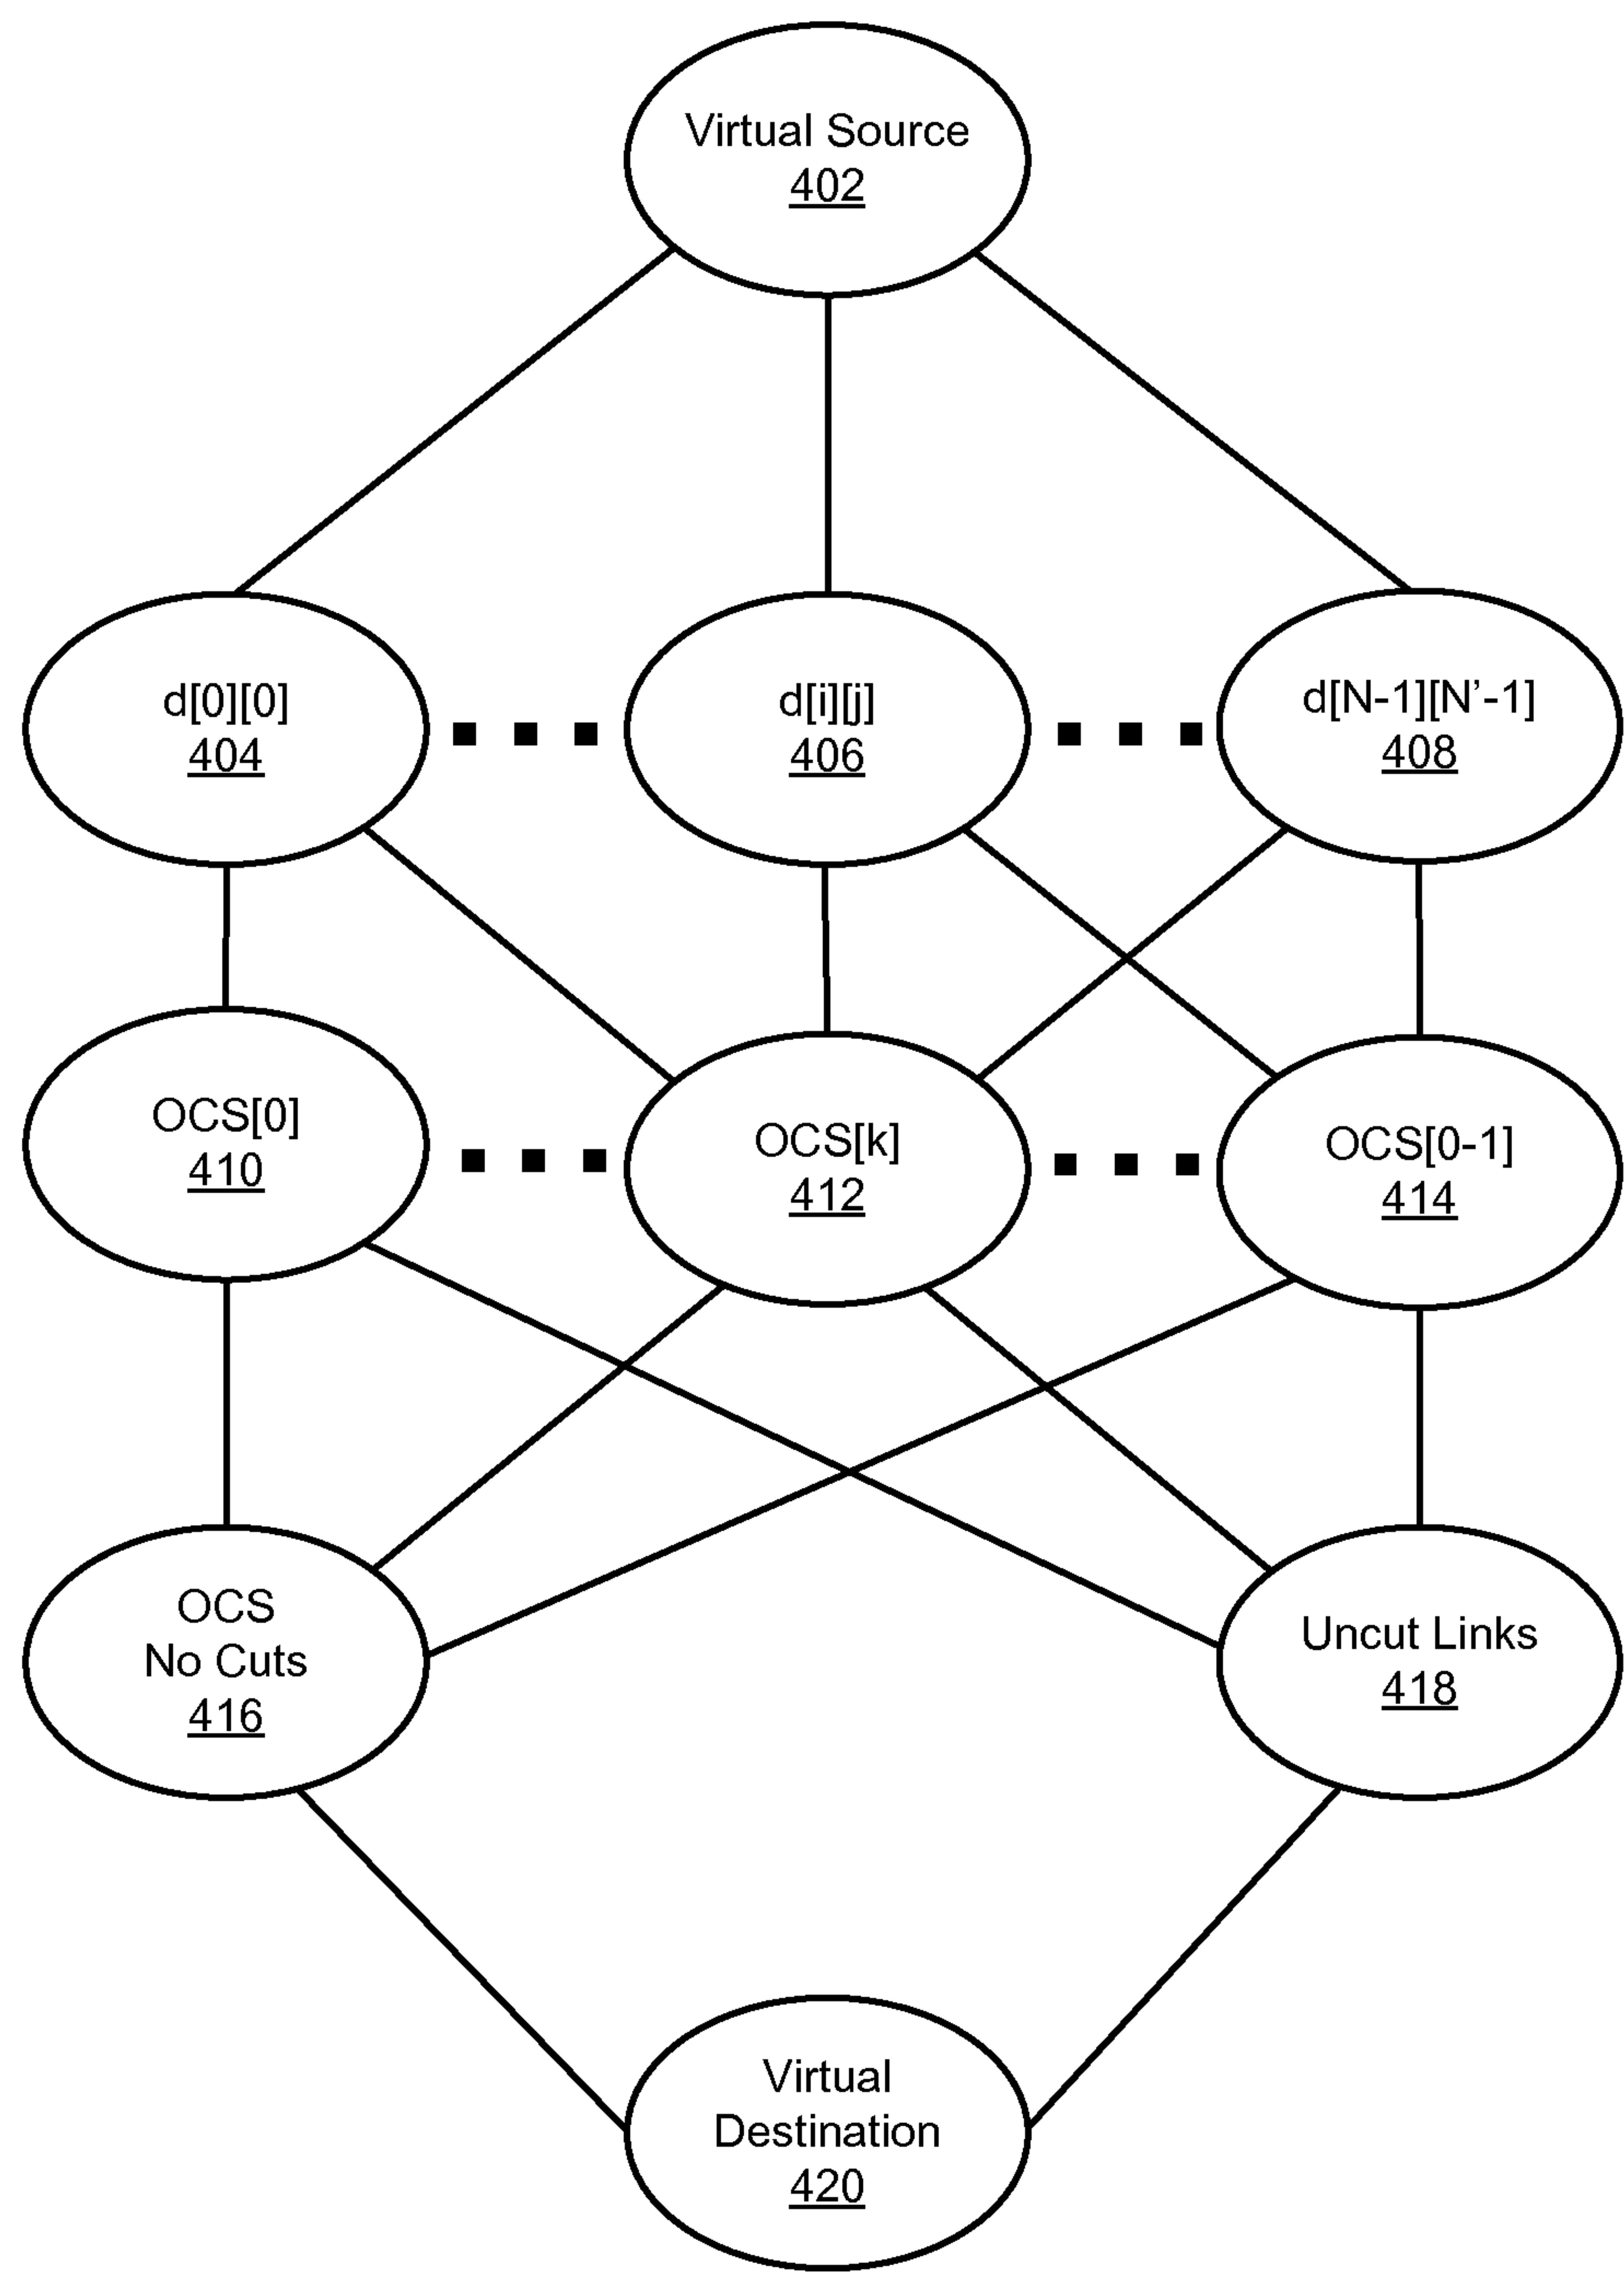 Virtual Source
402
d[0][0]
404
d[i][j]
406
d[N-1][N’-1]
408
OCS[0]
410
OCS[k]
412
OCS[0-1]
414
OCS
No Cuts
416
Uncut Links
418
Virtual
Destination
420